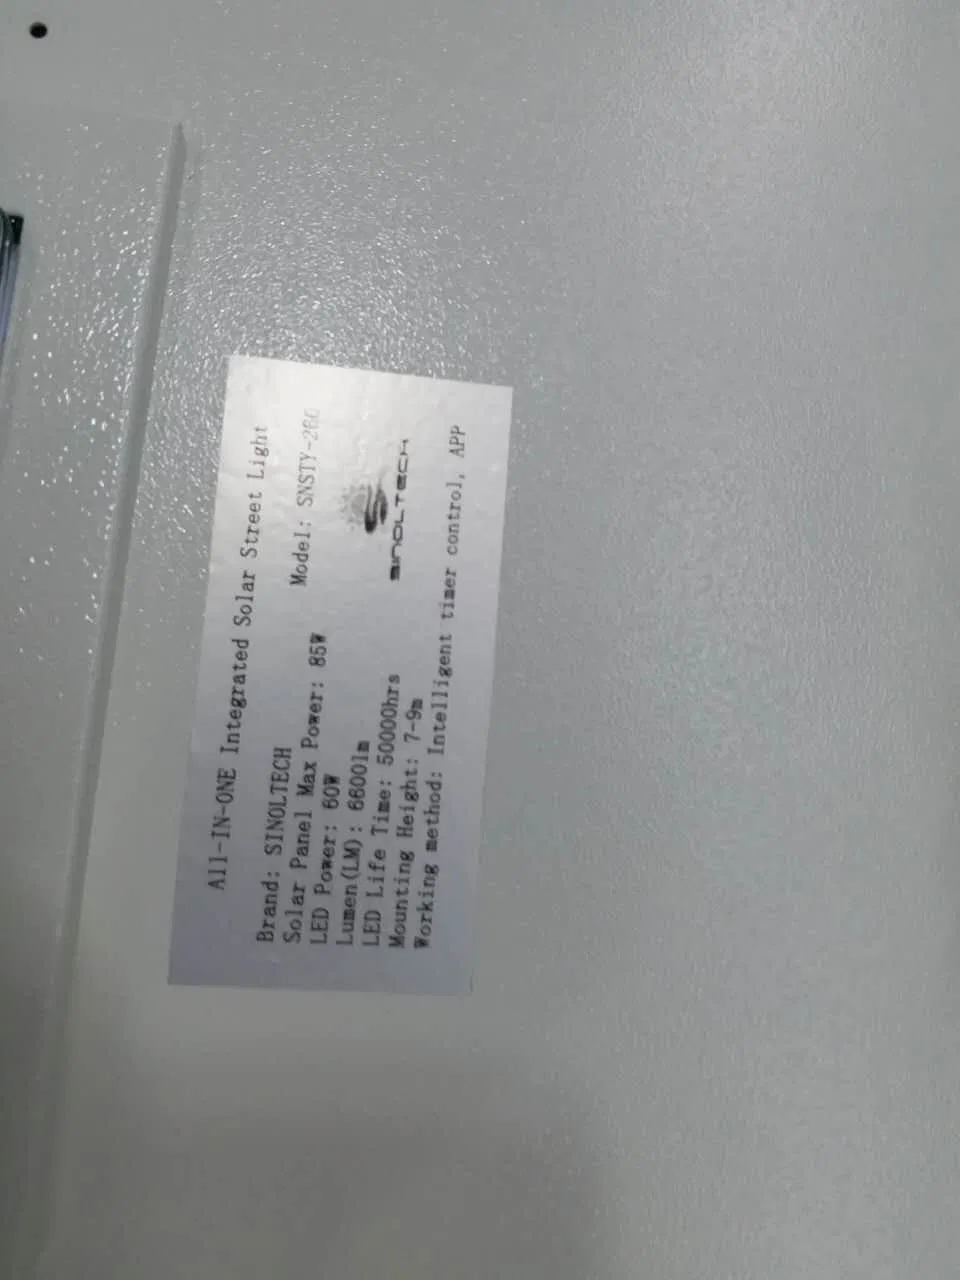 All-IN-ONE Integrated Solar Street Light
Brand: SINOLTECH
Model: SNSTY-260
Solar Panel Max Power: 85W
LED Power: 60W
Lumen(LM): 6600lm
LED Life Time: 50000hrs
SINOLTECH
Mounting Height: 7-9m
Working method: Intelligent timer control, APP